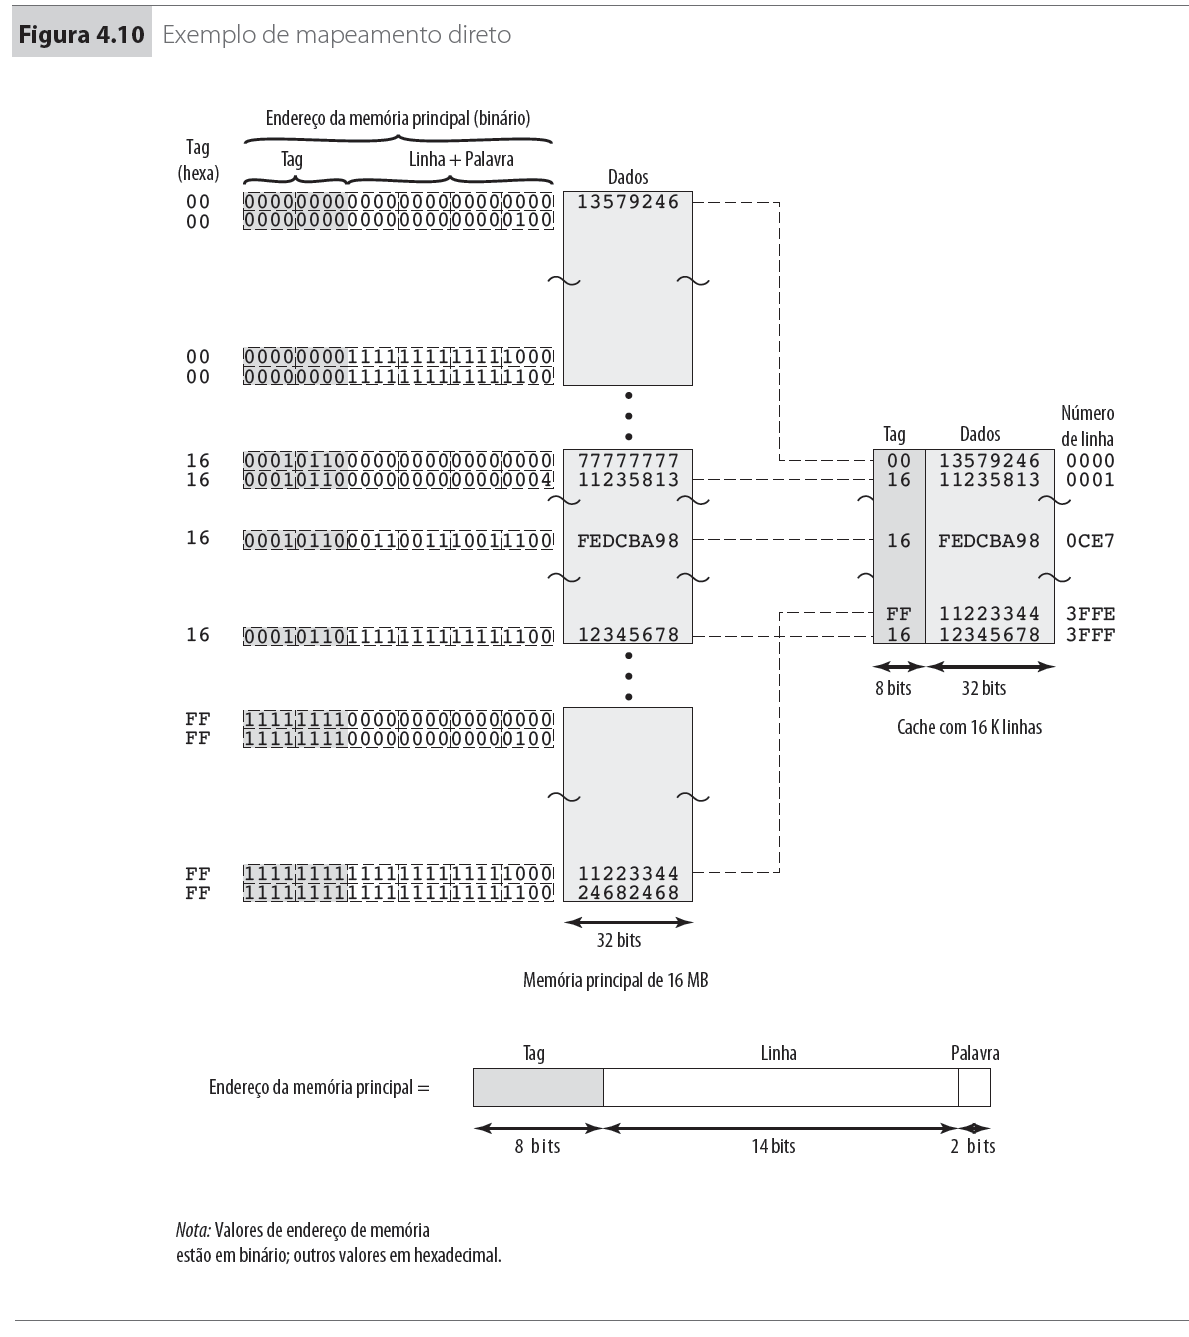 Figura 4.10 Exemplo de mapeamento direto
Endereço da memória principal (binário)
Tag
(hexa)
Tag
Linha + Palavra
Dados
00 000000000000000000000000 13579246
00 000000000000000000000100
00 000000001111111111111000
00 000000001111111111111100
16 000101100000000000000000 77777777
16 000101100000000000000004 11235813
16 000101100011001110011100 FEDCBA98
16 000101101111111111111100 12345678
FF 111111110000000000000000
FF 111111110000000000000100
FF 111111111111111111111000 11223344
FF 111111111111111111111100 24682468
32 bits
Memória principal de 16 MB
Tag
Dados
Número
de linha
00 13579246 0000
16 11235813 0001
16 FEDCBA98 0CE7
FF 11223344 3FFE
16 12345678 3FFF
8 bits
32 bits
Cache com 16 K linhas
Tag
Linha
Palavra
Endereço da memória principal =
8 bits
14 bits
2 bits
Nota: Valores de endereço de memória
estão em binário; outros valores em hexadecimal.